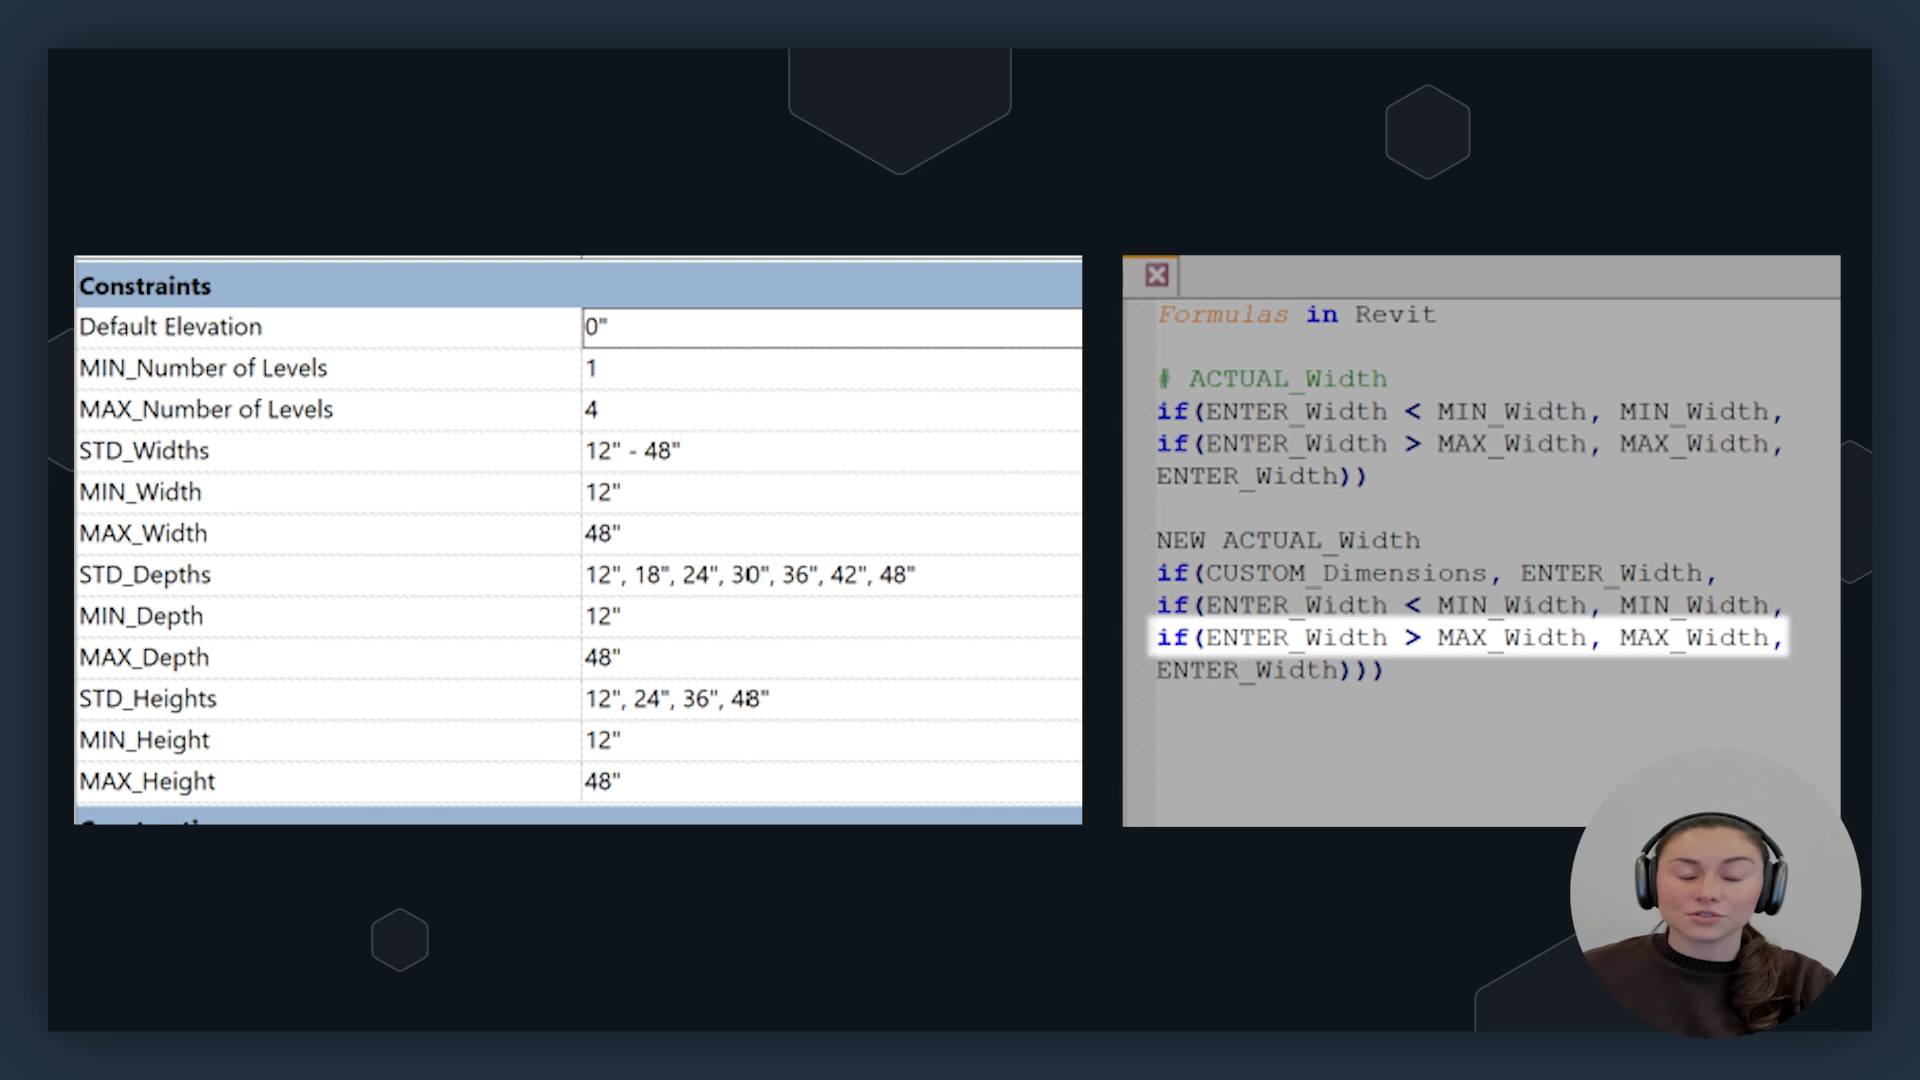 Constraints
Default Elevation 0"
MIN_Number of Levels 1
MAX_Number of Levels 4
STD_Widths 12" - 48"
MIN_Width 12"
MAX_Width 48"
STD_Depths 12", 18", 24", 30", 36", 42", 48"
MIN_Depth 12"
MAX_Depth 48"
STD_Heights 12", 24", 36", 48"
MIN_Height 12"
MAX_Height 48"
Formulas in Revit
# ACTUAL_Width
if(ENTER_Width < MIN_Width, MIN_Width,
if(ENTER_Width > MAX_Width, MAX_Width,
ENTER_Width))
NEW ACTUAL_Width
if(CUSTOM_Dimensions, ENTER_Width,
if(ENTER_Width < MIN_Width, MIN_Width,
if(ENTER_Width > MAX_Width, MAX_Width,
ENTER_Width)))